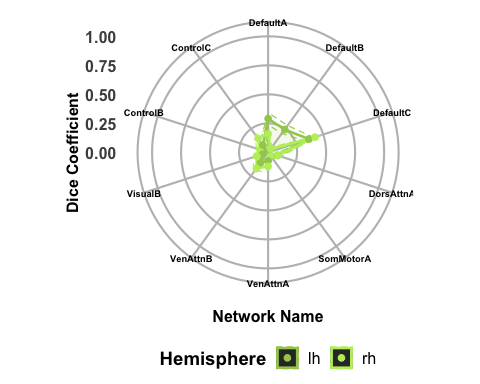 DefaultA
1.00
ControlC
DefaultB
0.75
0.50
ControlB
DefaultC
0.25
0.00
Dice Coefficient
VisualB
DorsAttnA
VenAttnB
SomMotorA
VenAttnA
Network Name
Hemisphere lh rh